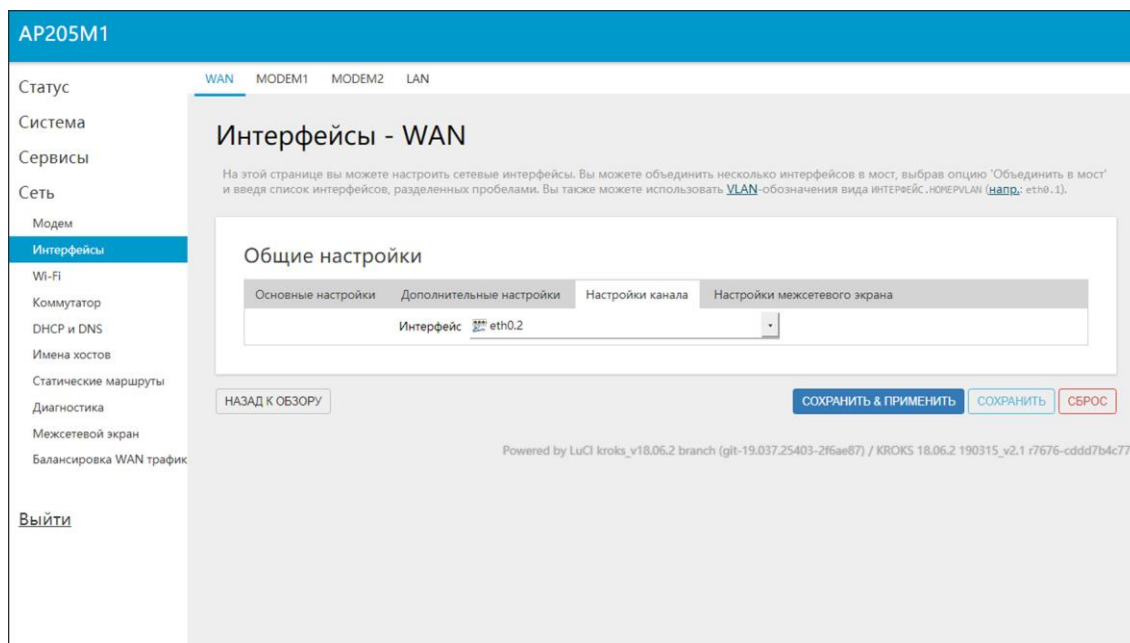 AP205M1
Статус
Система
Сервисы
Сеть
Модем
Интерфейсы
Wi-Fi
Коммутатор
DHCP и DNS
Имена хостов
Статические маршруты
Диагностика
Межсетевой экран
Балансировка WAN трафик
Выйти
WAN MODEM1 MODEM2 LAN
Интерфейсы - WAN
На этой странице вы можете настроить сетевые интерфейсы. Вы можете объединить несколько интерфейсов в мост, выбрав опцию 'Объединить в мост'
и введя список интерфейсов, разделенных пробелами. Вы также можете использовать VLAN-обозначения вида ИНТЕРФЕЙС.НОМЕРVLAN (напр.: eth0.1).
Общие настройки
Основные настройки Дополнительные настройки Настройки канала Настройки межсетевого экрана
Интерфейс eth0.2
НАЗАД К ОБЗОРУ СОХРАНИТЬ & ПРИМЕНИТЬ СОХРАНИТЬ СБРОС
Powered by LuCI kroks_v18.06.2 branch (git-19.037.25403-2f6ae87) / KROKS 18.06.2 190315_v2.1 r7676-cddd7b4c77